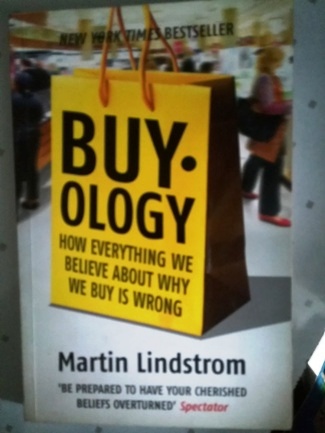 NEW YORK TIMES BESTSELLER
BUY•
OLOGY
HOW EVERYTHING WE
BELIEVE ABOUT WHY
WE BUY IS WRONG
Martin Lindstrom
'BE PREPARED TO HAVE YOUR CHERISHED
BELIEFS OVERTURNED' Spectator